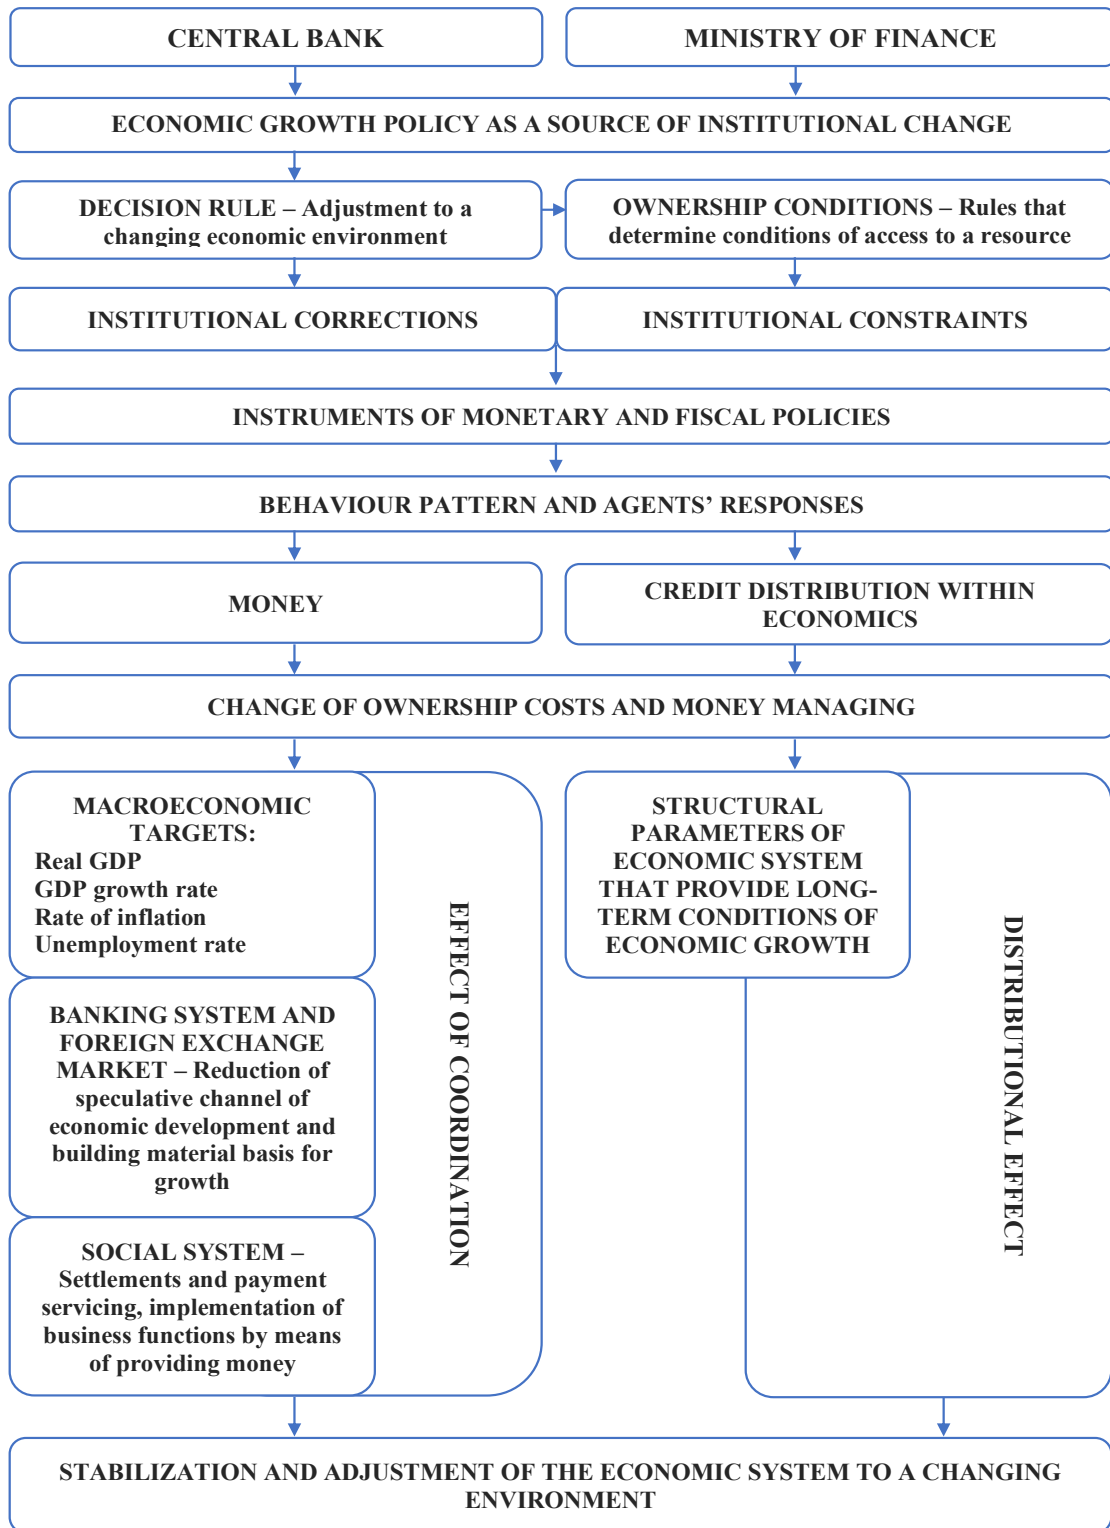 CENTRAL BANK
MINISTRY OF FINANCE
ECONOMIC GROWTH POLICY AS A SOURCE OF INSTITUTIONAL CHANGE
DECISION RULE – Adjustment to a
changing economic environment
OWNERSHIP CONDITIONS – Rules that
determine conditions of access to a resource
INSTITUTIONAL CORRECTIONS
INSTITUTIONAL CONSTRAINTS
INSTRUMENTS OF MONETARY AND FISCAL POLICIES
BEHAVIOUR PATTERN AND AGENTS’ RESPONSES
MONEY
CREDIT DISTRIBUTION WITHIN
ECONOMICS
CHANGE OF OWNERSHIP COSTS AND MONEY MANAGING
MACROECONOMIC
TARGETS:
Real GDP
GDP growth rate
Rate of inflation
Unemployment rate
BANKING SYSTEM AND
FOREIGN EXCHANGE
MARKET – Reduction of
speculative channel of
economic development and
building material basis for
growth
SOCIAL SYSTEM –
Settlements and payment
servicing, implementation of
business functions by means
of providing money
EFFECT OF COORDINATION
STRUCTURAL
PARAMETERS OF
ECONOMIC SYSTEM
THAT PROVIDE LONG-
TERM CONDITIONS OF
ECONOMIC GROWTH
DISTRIBUTIONAL EFFECT
STABILIZATION AND ADJUSTMENT OF THE ECONOMIC SYSTEM TO A CHANGING
ENVIRONMENT